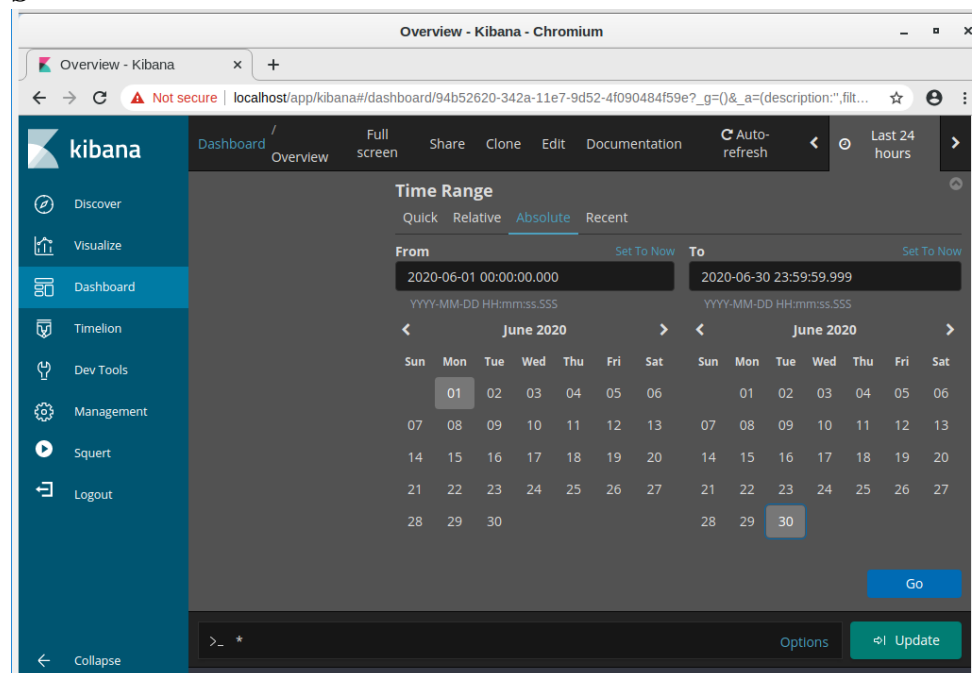 Overview - Kibana - Chromium
Overview - Kibana
Not secure | localhost/app/kibana#/dashboard/94b52620-342a-11e7-9d52-4f090484f59e?_g=()&_a=(description:'',filt...
kibana
Dashboard / Overview
Full screen
Share
Clone
Edit
Documentation
Auto-refresh
Last 24 hours
Discover
Visualize
Dashboard
Timelion
Dev Tools
Management
Squert
Logout
Collapse
Time Range
Quick Relative Absolute Recent
From Set To Now
2020-06-01 00:00:00.000
YYYY-MM-DD HH:mm:ss.SSS
June 2020
Sun Mon Tue Wed Thu Fri Sat
01 02 03 04 05 06
07 08 09 10 11 12 13
14 15 16 17 18 19 20
21 22 23 24 25 26 27
28 29 30
To Set To Now
2020-06-30 23:59:59.999
YYYY-MM-DD HH:mm:ss.SSS
June 2020
Sun Mon Tue Wed Thu Fri Sat
01 02 03 04 05 06
07 08 09 10 11 12 13
14 15 16 17 18 19 20
21 22 23 24 25 26 27
28 29 30
Go
>_ *
Options
Update